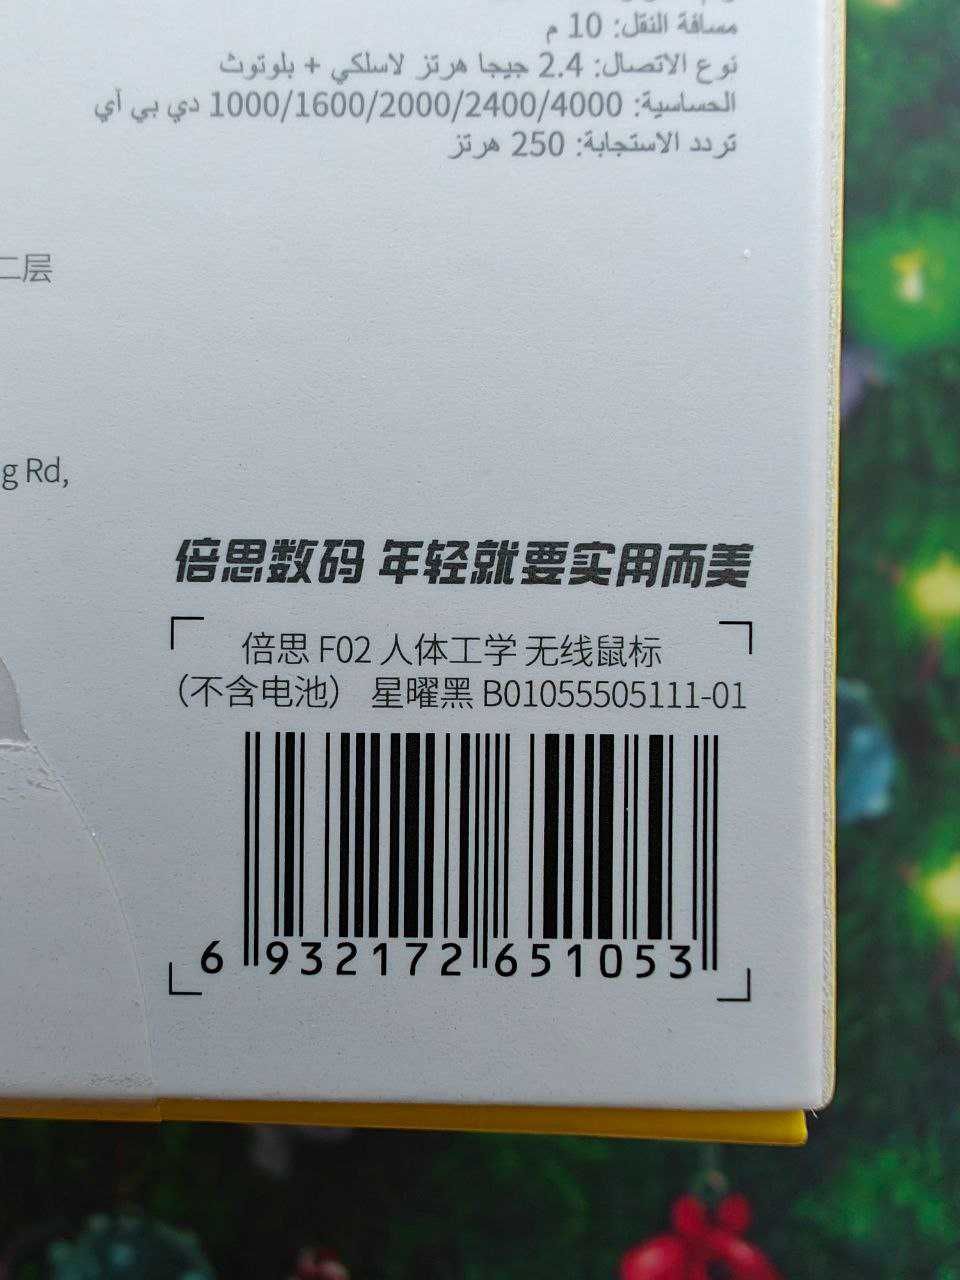 مسافة النقل: 10 م
نوع الاتصال: 2.4 جيجا هرتز لاسلكي + بلوتوث
الحساسية: 1000/1600/2000/2400/4000 دي بي آي
تردد الاستجابة: 250 هرتز
二层
g Rd,
倍思数码 年轻就要实用而美
倍思 F02 人体工学 无线鼠标
（不含电池） 星曜黑 B01055505111-01
6 932172 651053